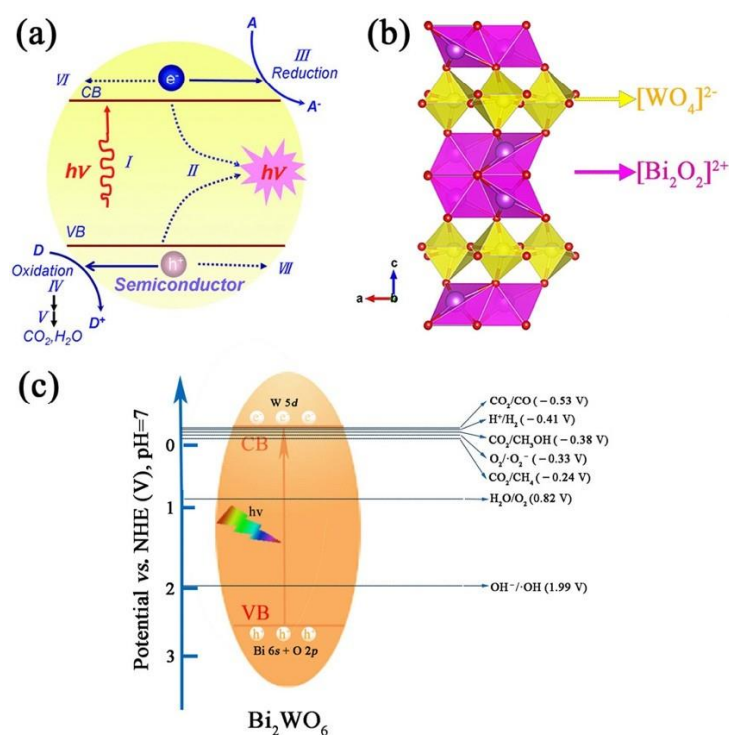 (a)
A
III
Reduction
A⁻
VI
CB
e⁻
hν
I
II
hν
VB
D
Oxidation
IV
V
CO₂,H₂O
D⁺
h⁺
VII
Semiconductor
(b)
[WO₄]²⁻
[Bi₂O₂]²⁺
c
a
b
(c)
Potential vs. NHE (V), pH=7
0
1
2
3
W 5d
e⁻ e⁻ e⁻
CB
hv
VB
h⁺ h⁺ h⁺
Bi 6s + O 2p
Bi₂WO₆
CO₂/CO (−0.53 V)
H⁺/H₂ (−0.41 V)
CO₂/CH₃OH (−0.38 V)
O₂/·O₂⁻ (−0.33 V)
CO₂/CH₄ (−0.24 V)
H₂O/O₂ (0.82 V)
OH⁻/·OH (1.99 V)